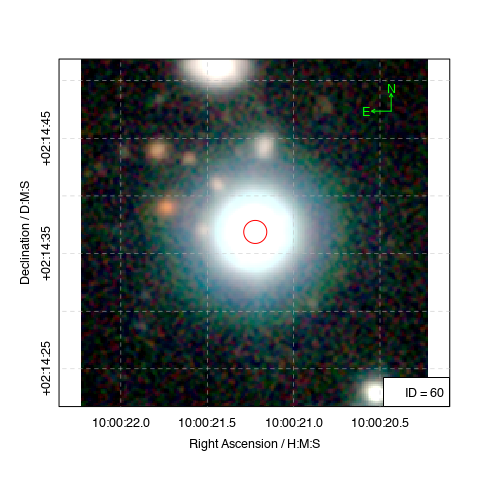 N
E
Declination / D:M:S
+02:14:45
+02:14:35
+02:14:25
ID = 60
10:00:22.0 10:00:21.5 10:00:21.0 10:00:20.5
Right Ascension / H:M:S